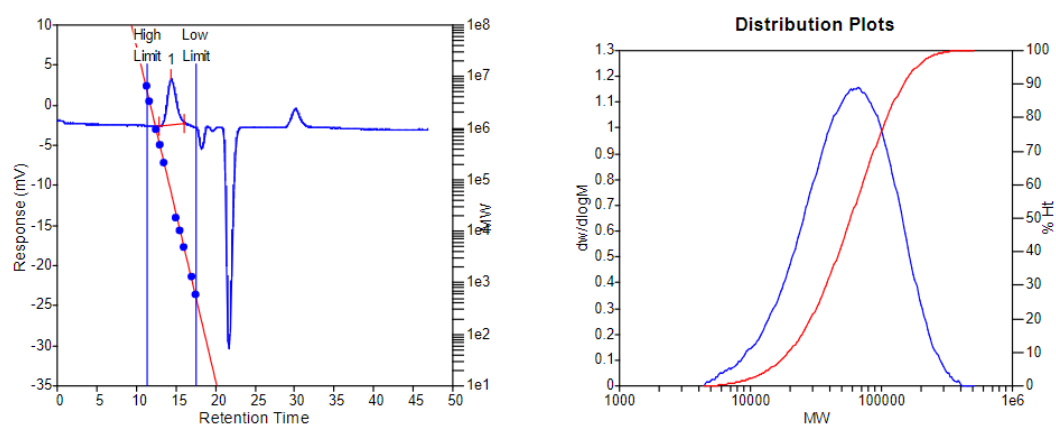 Distribution Plots
High Low
Limit 1 Limit
10
5
0
-5
-10
-15
-20
-25
-30
-35
Response (mV)
1e8
1e7
1e6
1e5
1e4
1e3
1e2
1e1
MW
0 5 10 15 20 25 30 35 40 45 50
Retention Time
1.3
1.2
1.1
1
0.9
0.8
0.7
0.6
0.5
0.4
0.3
0.2
0.1
0
dw/dlogM
100
90
80
70
60
50
40
30
20
10
0
% Ht
1000 10000 100000 1e6
MW